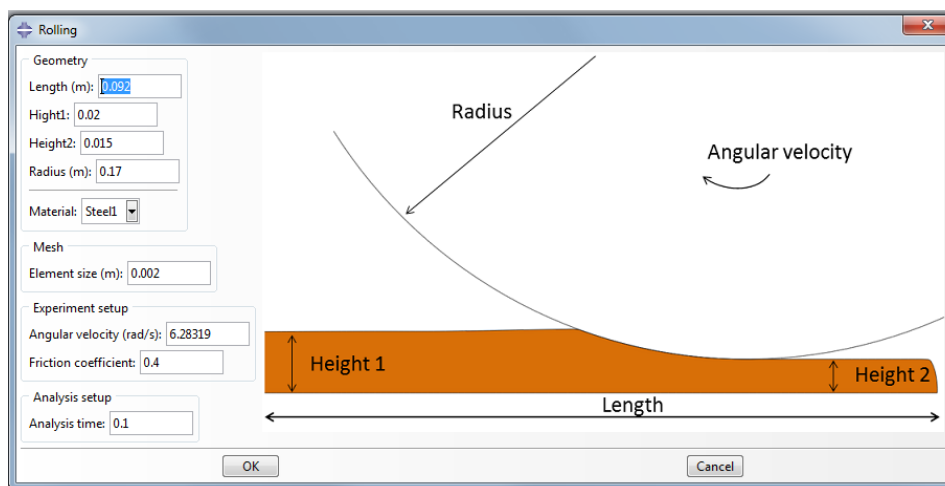 Rolling
Geometry
Length (m): 0.092
Hight1: 0.02
Height2: 0.015
Radius (m): 0.17
Material: Steel1
Mesh
Element size (m): 0.002
Experiment setup
Angular velocity (rad/s): 6.28319
Friction coefficient: 0.4
Analysis setup
Analysis time: 0.1
Radius
Angular velocity
Height 1
Height 2
Length
OK
Cancel